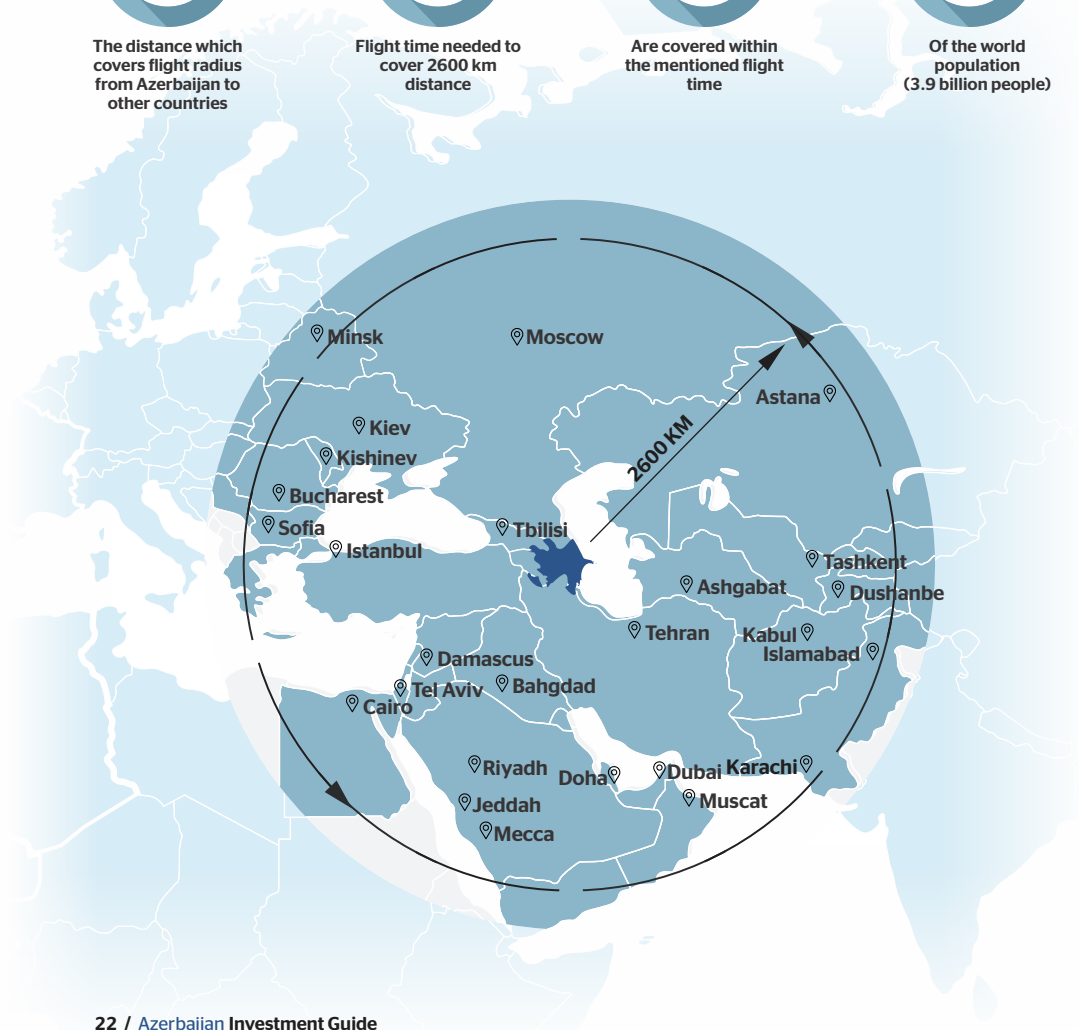 The distance which
covers flight radius
from Azerbaijan to
other countries
Flight time needed to
cover 2600 km
distance
Are covered within
the mentioned flight
time
Of the world
population
(3.9 billion people)
Minsk
Moscow
Astana
2600 KM
Kiev
Kishinev
Bucharest
Sofia
Istanbul
Tbilisi
Tashkent
Ashgabat
Dushanbe
Tehran
Kabul
Islamabad
Damascus
Tel Aviv
Bahgdad
Cairo
Riyadh
Doha
Dubai
Karachi
Jeddah
Muscat
Mecca
22 / Azerbaijan Investment Guide